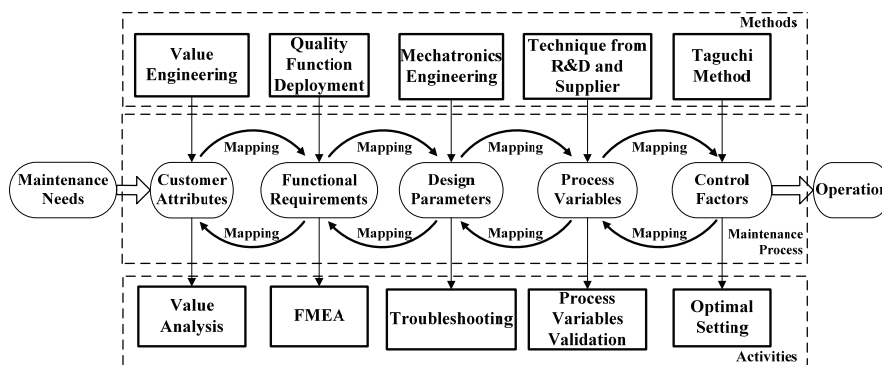 Methods
Value
Engineering
Quality
Function
Deployment
Mechatronics
Engineering
Technique from
R&D and
Supplier
Taguchi
Method
Mapping
Mapping
Mapping
Mapping
Maintenance
Needs
Customer
Attributes
Functional
Requirements
Design
Parameters
Process
Variables
Control
Factors
Operation
Mapping
Mapping
Mapping
Mapping
Maintenance
Process
Value
Analysis
FMEA
Troubleshooting
Process
Variables
Validation
Optimal
Setting
Activities